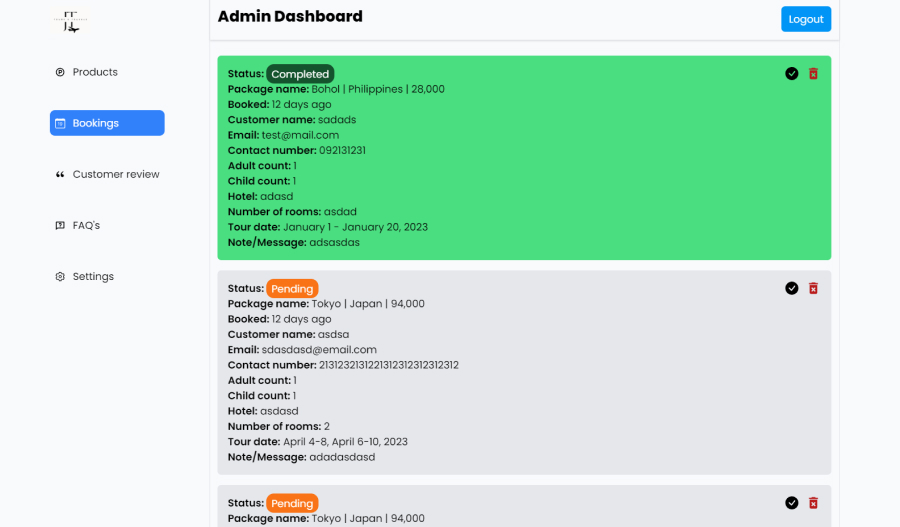 Admin Dashboard
Logout
Products
Bookings
Customer review
FAQ's
Settings
Status: Completed
Package name: Bohol | Philippines | 28,000
Booked: 12 days ago
Customer name: sadads
Email: test@mail.com
Contact number: 092131231
Adult count: 1
Child count: 1
Hotel: adasd
Number of rooms: asdad
Tour date: January 1 - January 20, 2023
Note/Message: adsasdas
Status: Pending
Package name: Tokyo | Japan | 94,000
Booked: 12 days ago
Customer name: asdsa
Email: sdasdasd@email.com
Contact number: 2131232131221312312312312312
Adult count: 1
Child count: 1
Hotel: asdasd
Number of rooms: 2
Tour date: April 4-8, April 6-10, 2023
Note/Message: adadasdasd
Status: Pending
Package name: Tokyo | Japan | 94,000